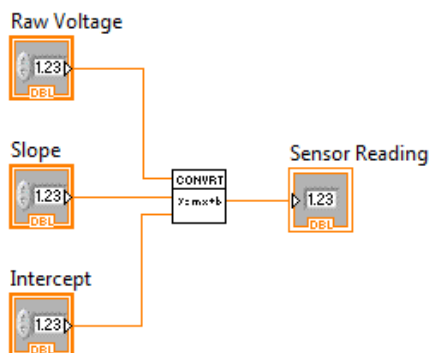 Raw Voltage
1.23
DBL
Slope
1.23
DBL
CONVRT
Y=mx+b
Sensor Reading
1.23
DBL
Intercept
1.23
DBL